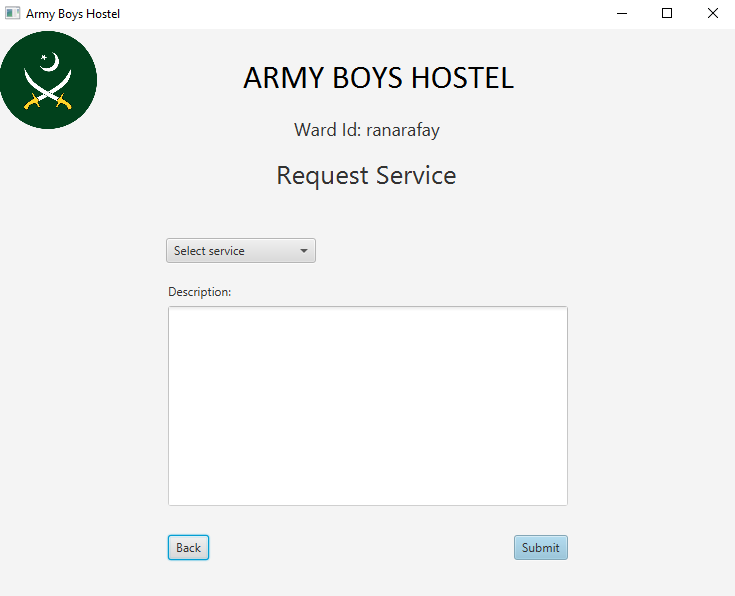 Army Boys Hostel
ARMY BOYS HOSTEL
Ward Id: ranarafay
Request Service
Select service
Description:
Back
Submit